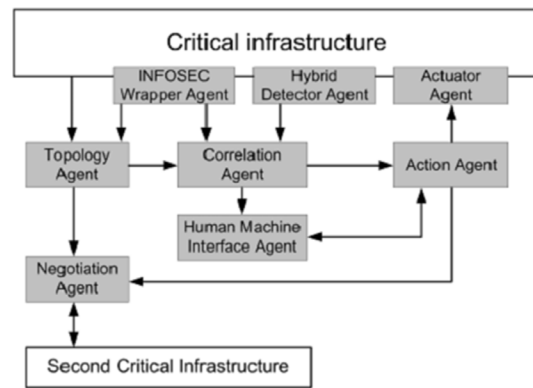 Critical infrastructure
INFOSEC
Wrapper Agent
Hybrid
Detector Agent
Actuator
Agent
Topology
Agent
Correlation
Agent
Action Agent
Human Machine
Interface Agent
Negotiation
Agent
Second Critical Infrastructure